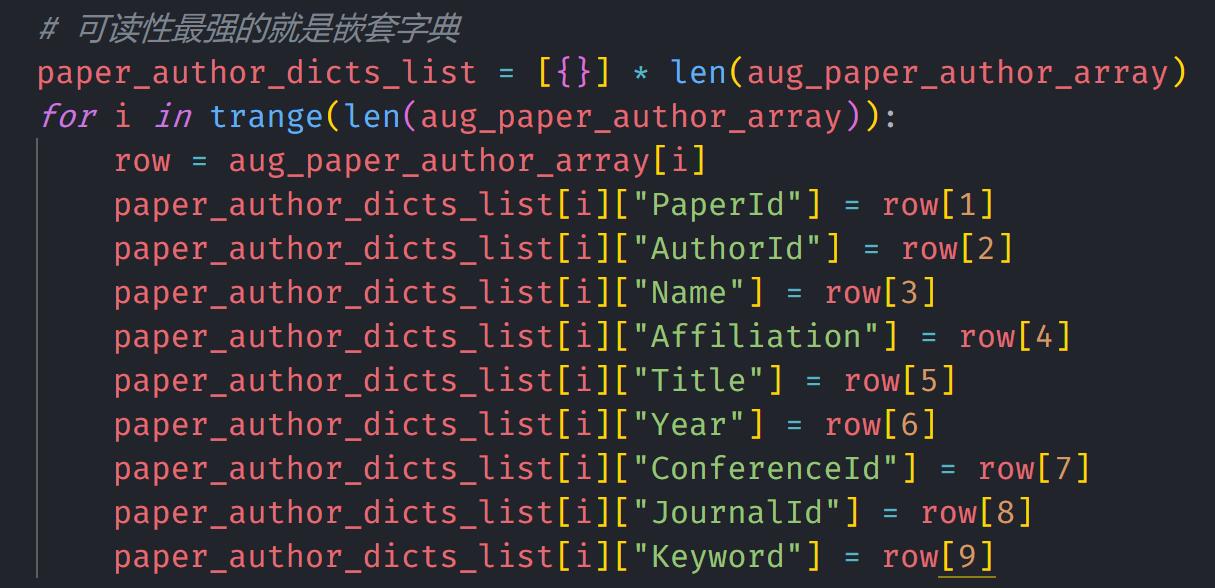 # 可读性最强的就是嵌套字典
paper_author_dicts_list = [{}] * len(aug_paper_author_array)
for i in trange(len(aug_paper_author_array)):
    row = aug_paper_author_array[i]
    paper_author_dicts_list[i]["PaperId"] = row[1]
    paper_author_dicts_list[i]["AuthorId"] = row[2]
    paper_author_dicts_list[i]["Name"] = row[3]
    paper_author_dicts_list[i]["Affiliation"] = row[4]
    paper_author_dicts_list[i]["Title"] = row[5]
    paper_author_dicts_list[i]["Year"] = row[6]
    paper_author_dicts_list[i]["ConferenceId"] = row[7]
    paper_author_dicts_list[i]["JournalId"] = row[8]
    paper_author_dicts_list[i]["Keyword"] = row[9]